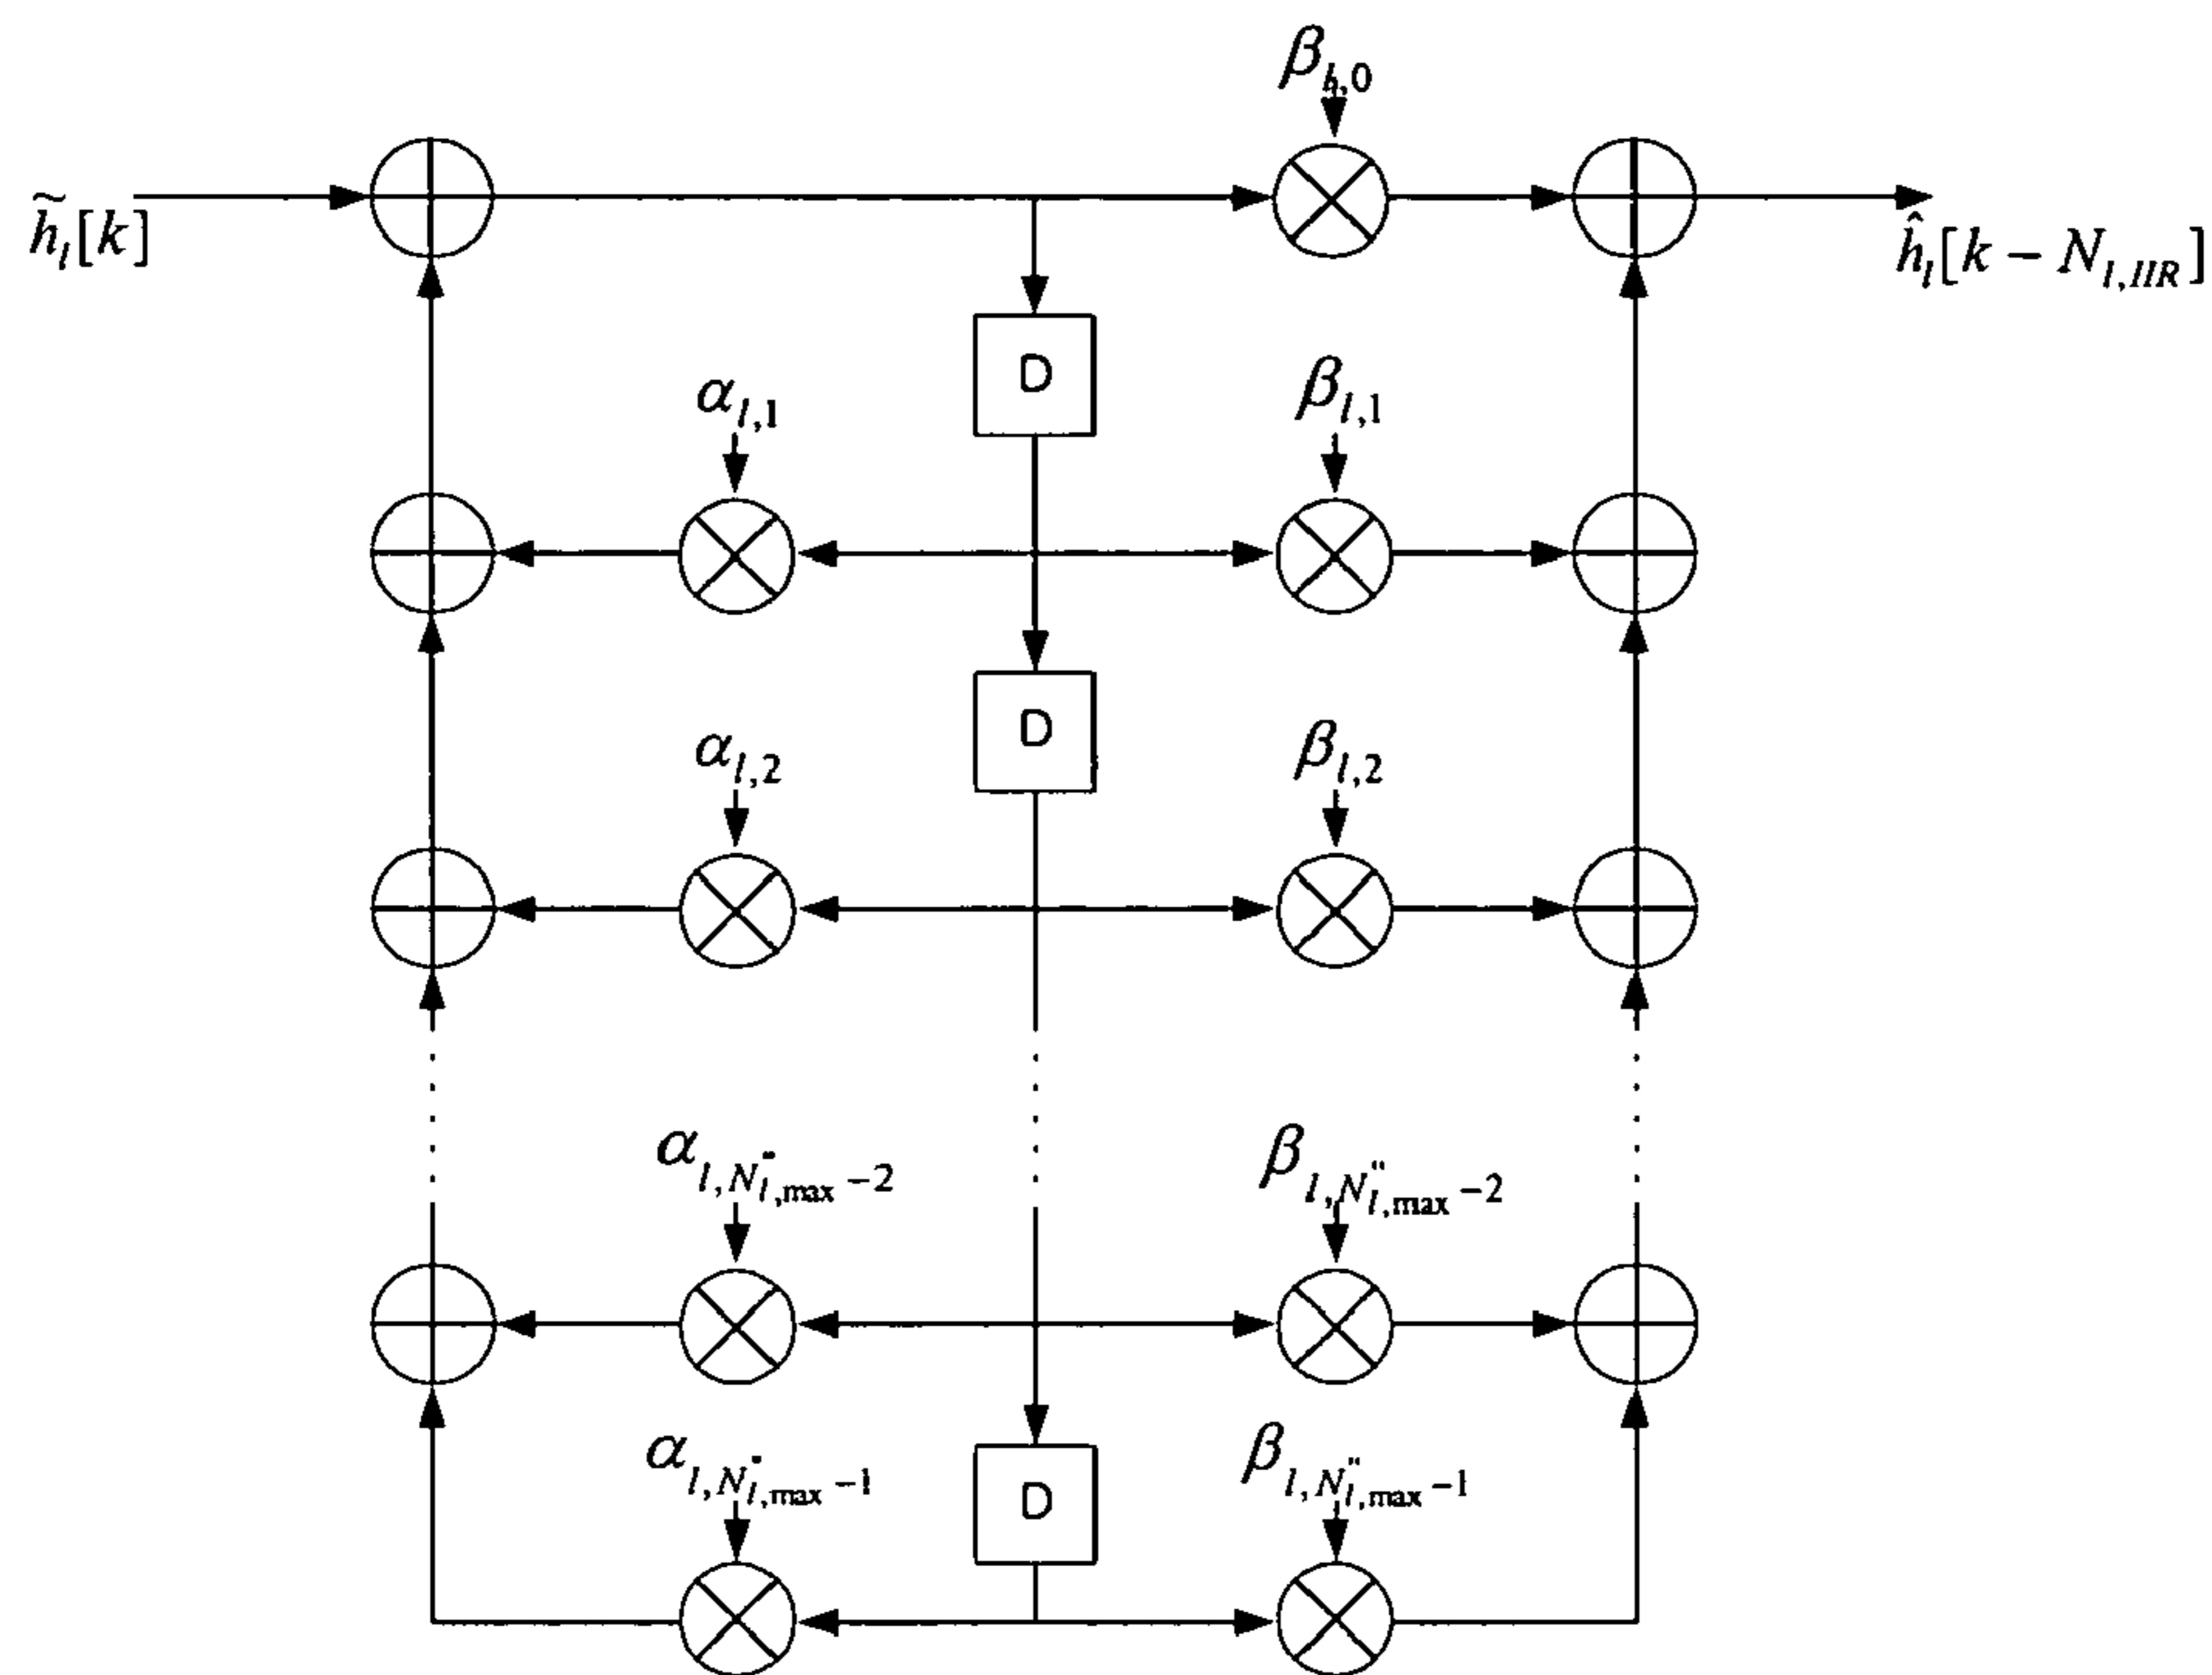 β_{l,0}
h̃_l[k]
ĥ_l[k − N_{l,IIR}]
D
α_{l,1}
β_{l,1}
D
α_{l,2}
β_{l,2}
α_{l,N''_{l,max}−2}
β_{l,N''_{l,max}−2}
α_{l,N''_{l,max}−1}
β_{l,N''_{l,max}−1}
D